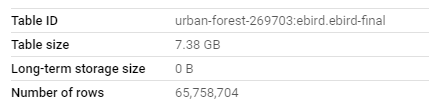 Table ID urban-forest-269703:ebird.ebird-final
Table size 7.38 GB
Long-term storage size 0 B
Number of rows 65,758,704